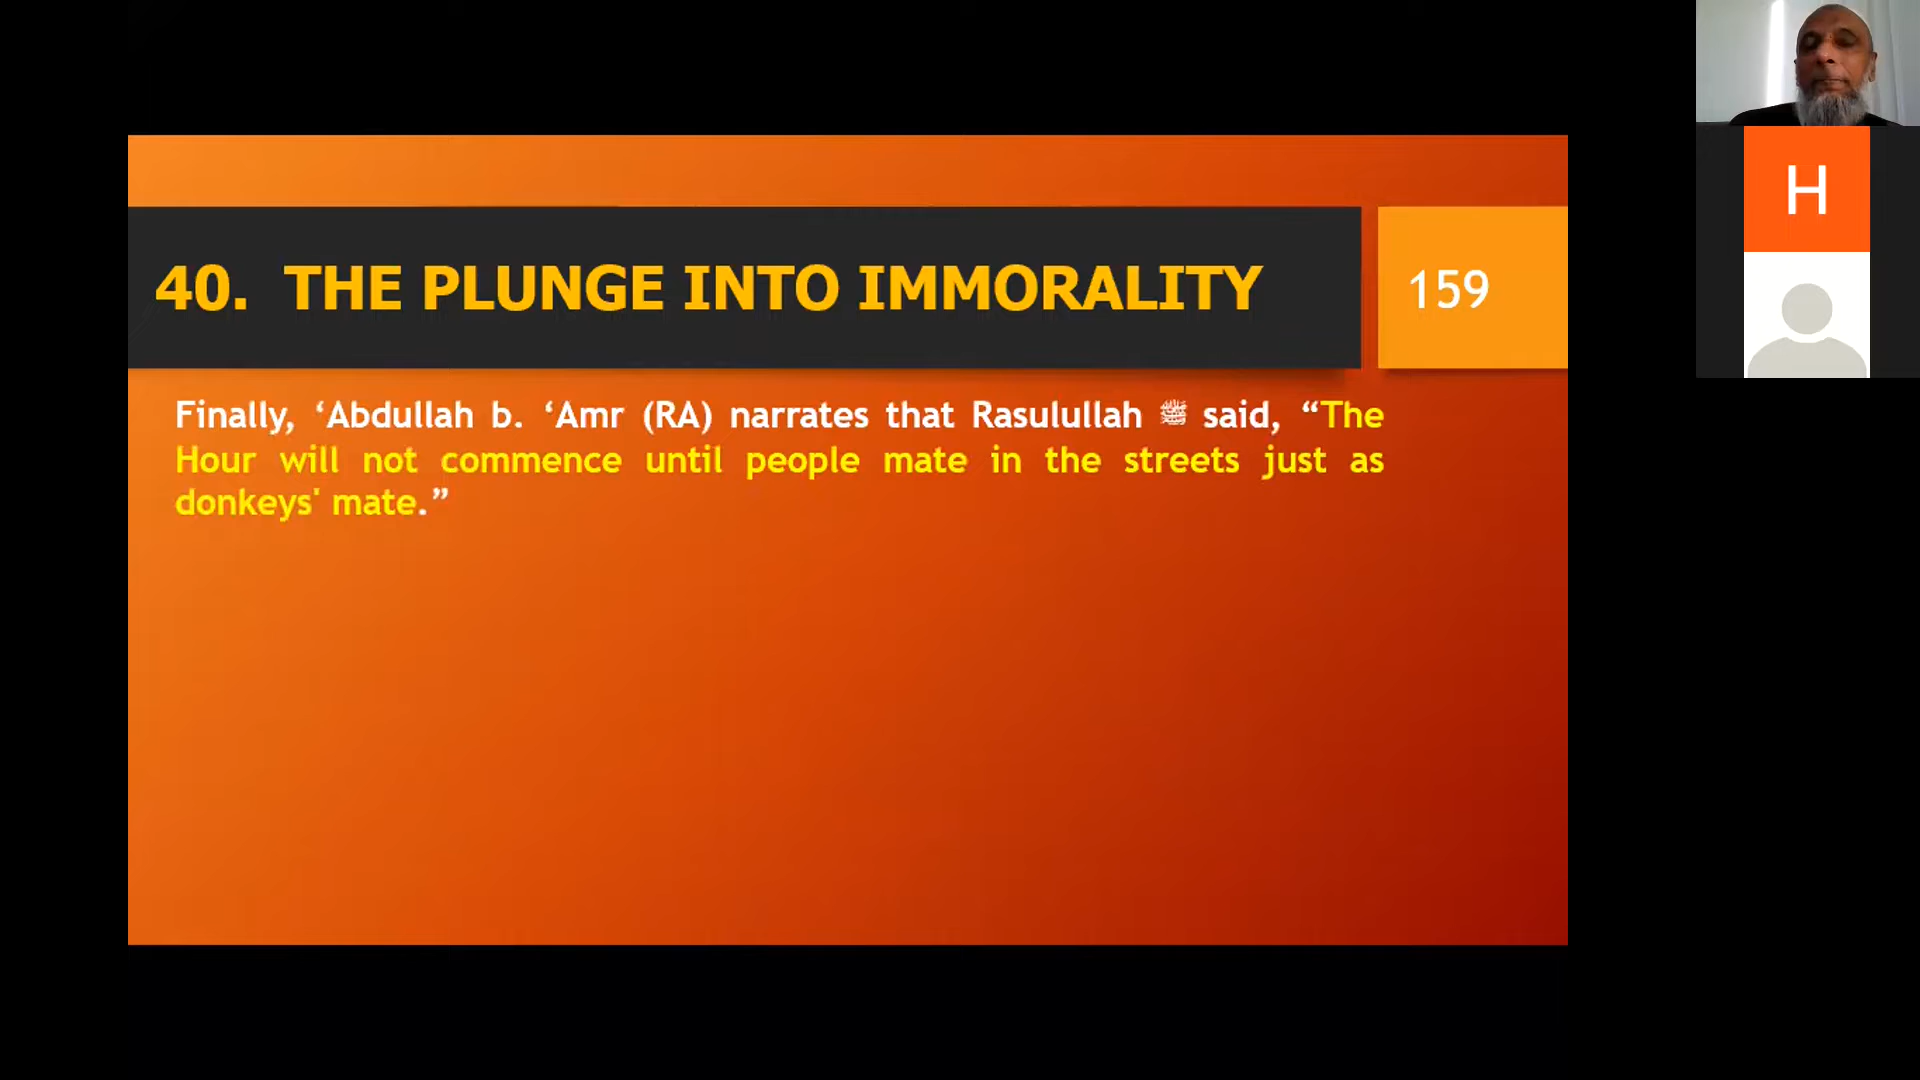 40. THE PLUNGE INTO IMMORALITY
159
Finally, ‘Abdullah b. ‘Amr (RA) narrates that Rasulullah ﷺ said, “The
Hour will not commence until people mate in the streets just as
donkeys' mate.”
H